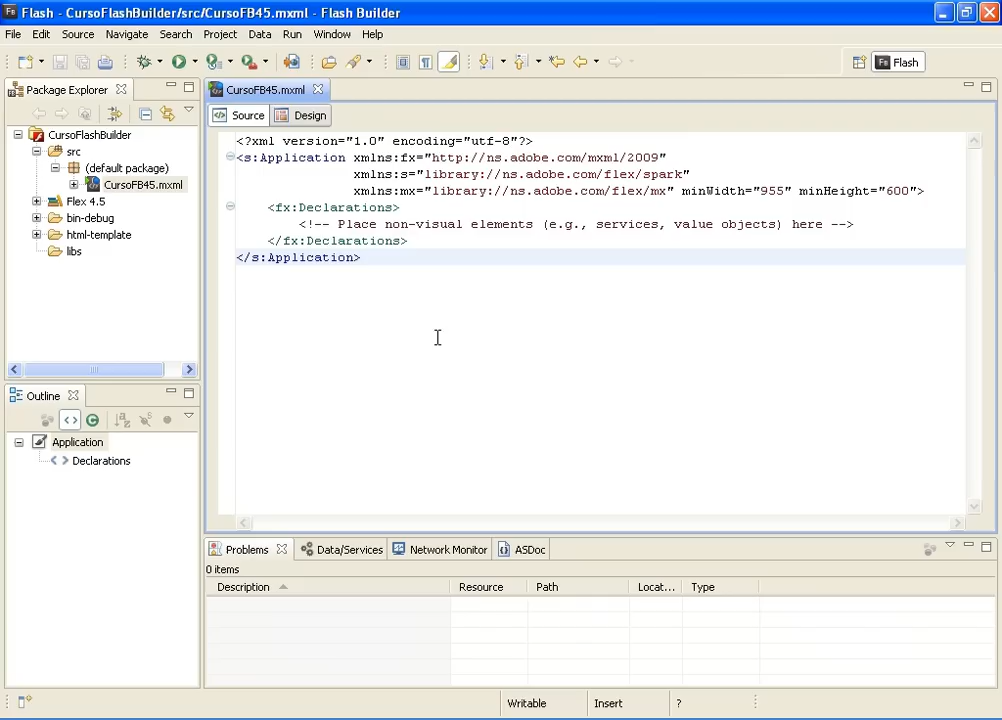 Flash - CursoFlashBuilder/src/CursoFB45.mxml - Flash Builder
File Edit Source Navigate Search Project Data Run Window Help
Flash
Package Explorer
CursoFlashBuilder
src
(default package)
CursoFB45.mxml
Flex 4.5
bin-debug
html-template
libs
Outline
Application
Declarations
CursoFB45.mxml
Source Design
<?xml version="1.0" encoding="utf-8"?>
<s:Application xmlns:fx="http://ns.adobe.com/mxml/2009"
xmlns:s="library://ns.adobe.com/flex/spark"
xmlns:mx="library://ns.adobe.com/flex/mx" minWidth="955" minHeight="600">
<fx:Declarations>
<!-- Place non-visual elements (e.g., services, value objects) here -->
</fx:Declarations>
</s:Application>
Problems Data/Services Network Monitor ASDoc
0 items
Description Resource Path Locat... Type
Writable Insert ?